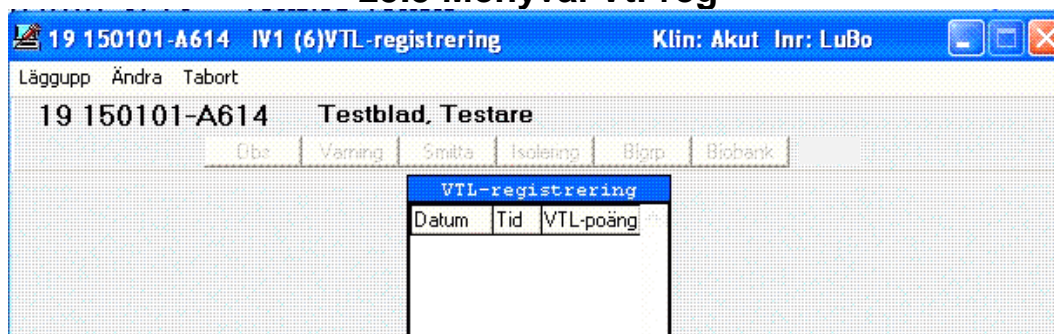 19 150101-A614 IV1 (6)VTL-registrering Klin: Akut Inr: LuBo
Läggupp Ändra Tabort
19 150101-A614 Testblad, Testare
Obs Varning Smitta Isolering Blgrp Biobank
VTL-registrering
Datum Tid VTL-poäng